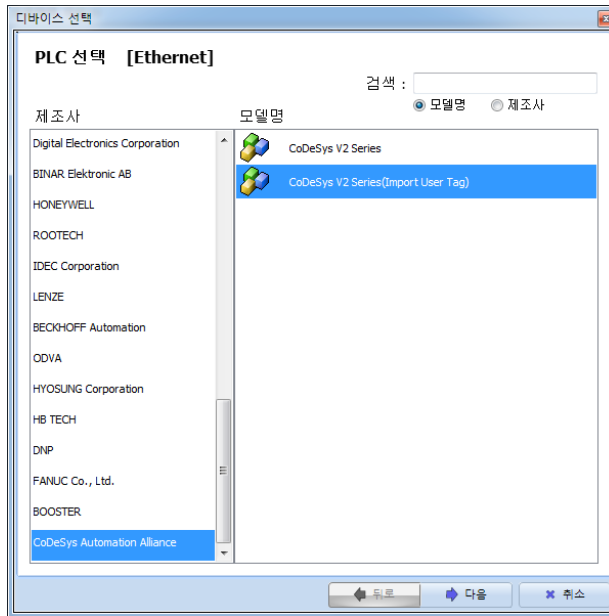 디바이스 선택
PLC 선택 [Ethernet]
검색 :
모델명 제조사
제조사
모델명
Digital Electronics Corporation
BINAR Elektronic AB
HONEYWELL
ROOTECH
IDEC Corporation
LENZE
BECKHOFF Automation
ODVA
HYOSUNG Corporation
HB TECH
DNP
FANUC Co., Ltd.
BOOSTER
CoDeSys Automation Alliance
CoDeSys V2 Series
CoDeSys V2 Series(Import User Tag)
뒤로 다음 취소